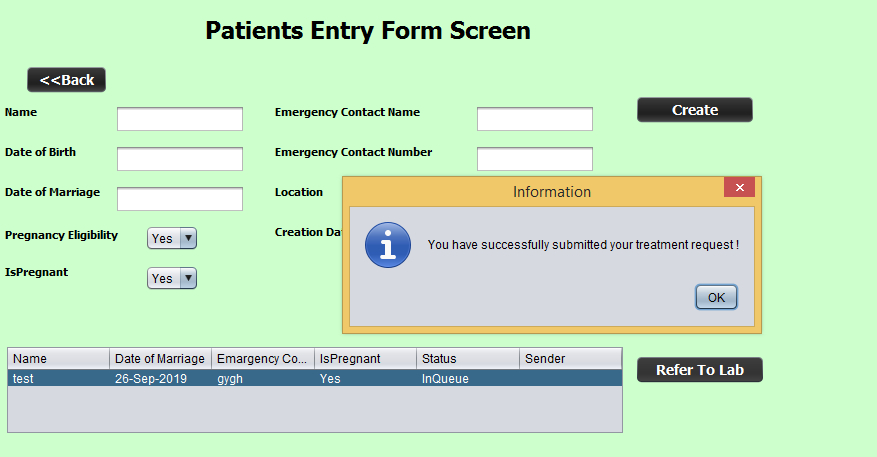 Patients Entry Form Screen
<<Back
Name
Emergency Contact Name
Create
Date of Birth
Emergency Contact Number
Date of Marriage
Location
Information
Pregnancy Eligibility
Yes
Creation Da
You have successfully submitted your treatment request !
IsPregnant
Yes
OK
Name Date of Marriage Emargency Co... IsPregnant Status Sender
test 26-Sep-2019 gygh Yes InQueue
Refer To Lab